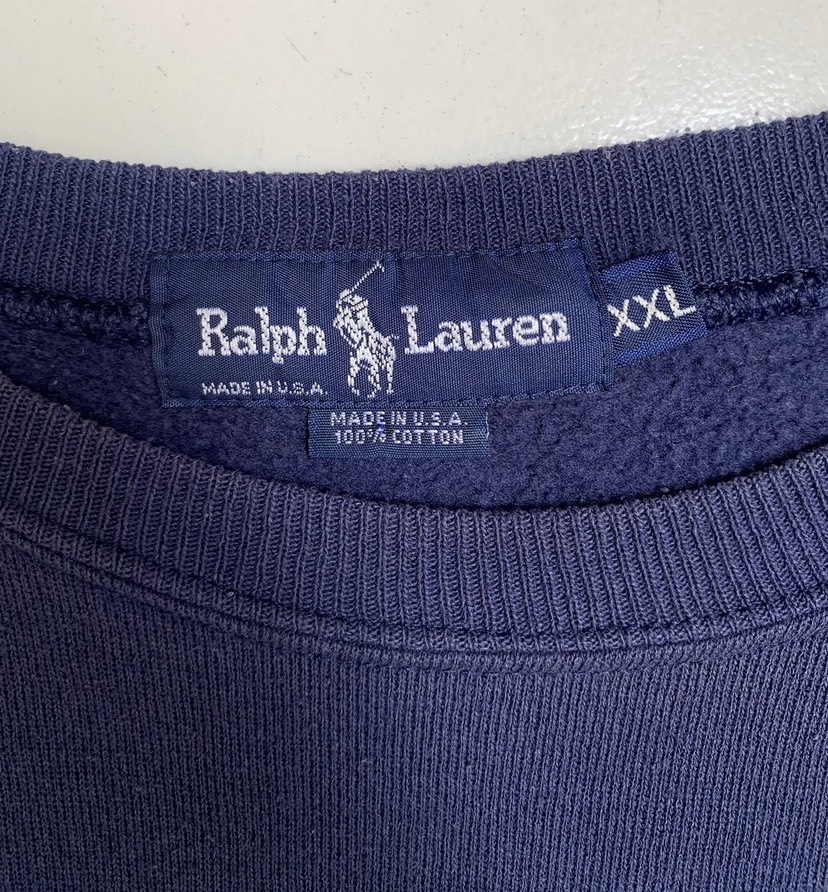 Ralph Lauren
MADE IN U.S.A.
XXL
MADE IN U.S.A.
100% COTTON